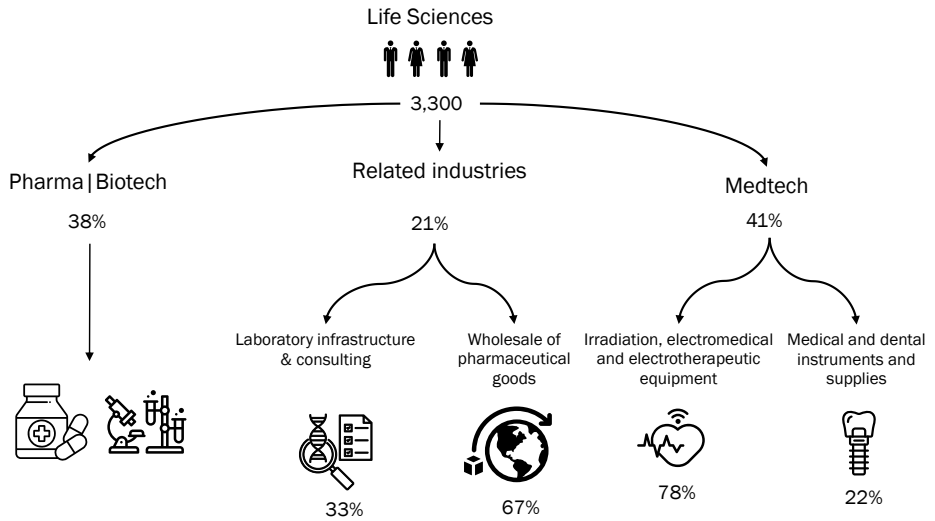 Life Sciences
3,300
Pharma|Biotech
38%
Related industries
21%
Medtech
41%
Laboratory infrastructure
& consulting
33%
Wholesale of
pharmaceutical
goods
67%
Irradiation, electromedical
and electrotherapeutic
equipment
78%
Medical and dental
instruments and
supplies
22%